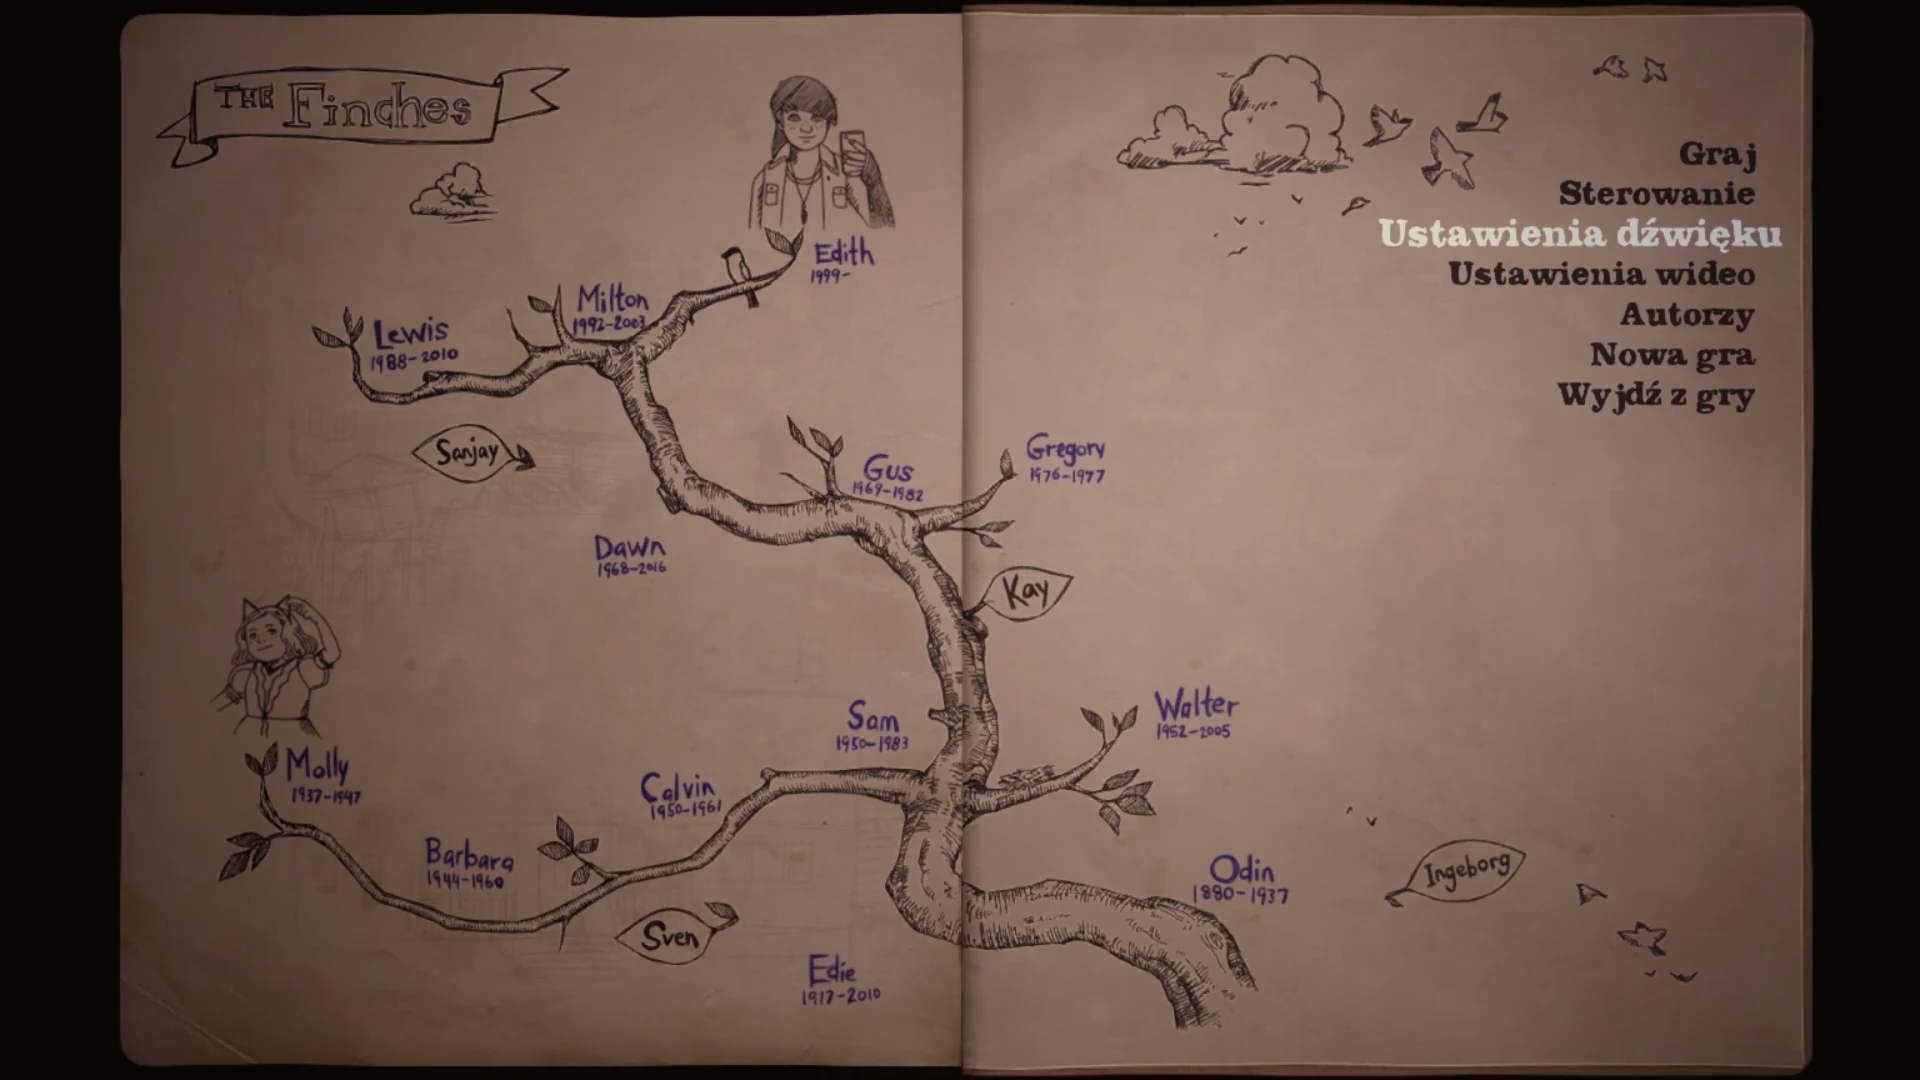 THE Finches
Edith
1999-
Milton
1992-2003
Lewis
1988-2010
Sanjay
Gus
1969-1982
Gregory
1976-1977
Dawn
1968-2016
Kay
Sam
1950-1983
Walter
1952-2005
Molly
1937-1947
Calvin
1950-1961
Barbara
1944-1960
Sven
Edie
1917-2010
Odin
1880-1937
Ingeborg
Graj
Sterowanie
Ustawienia dźwięku
Ustawienia wideo
Autorzy
Nowa gra
Wyjdź z gry